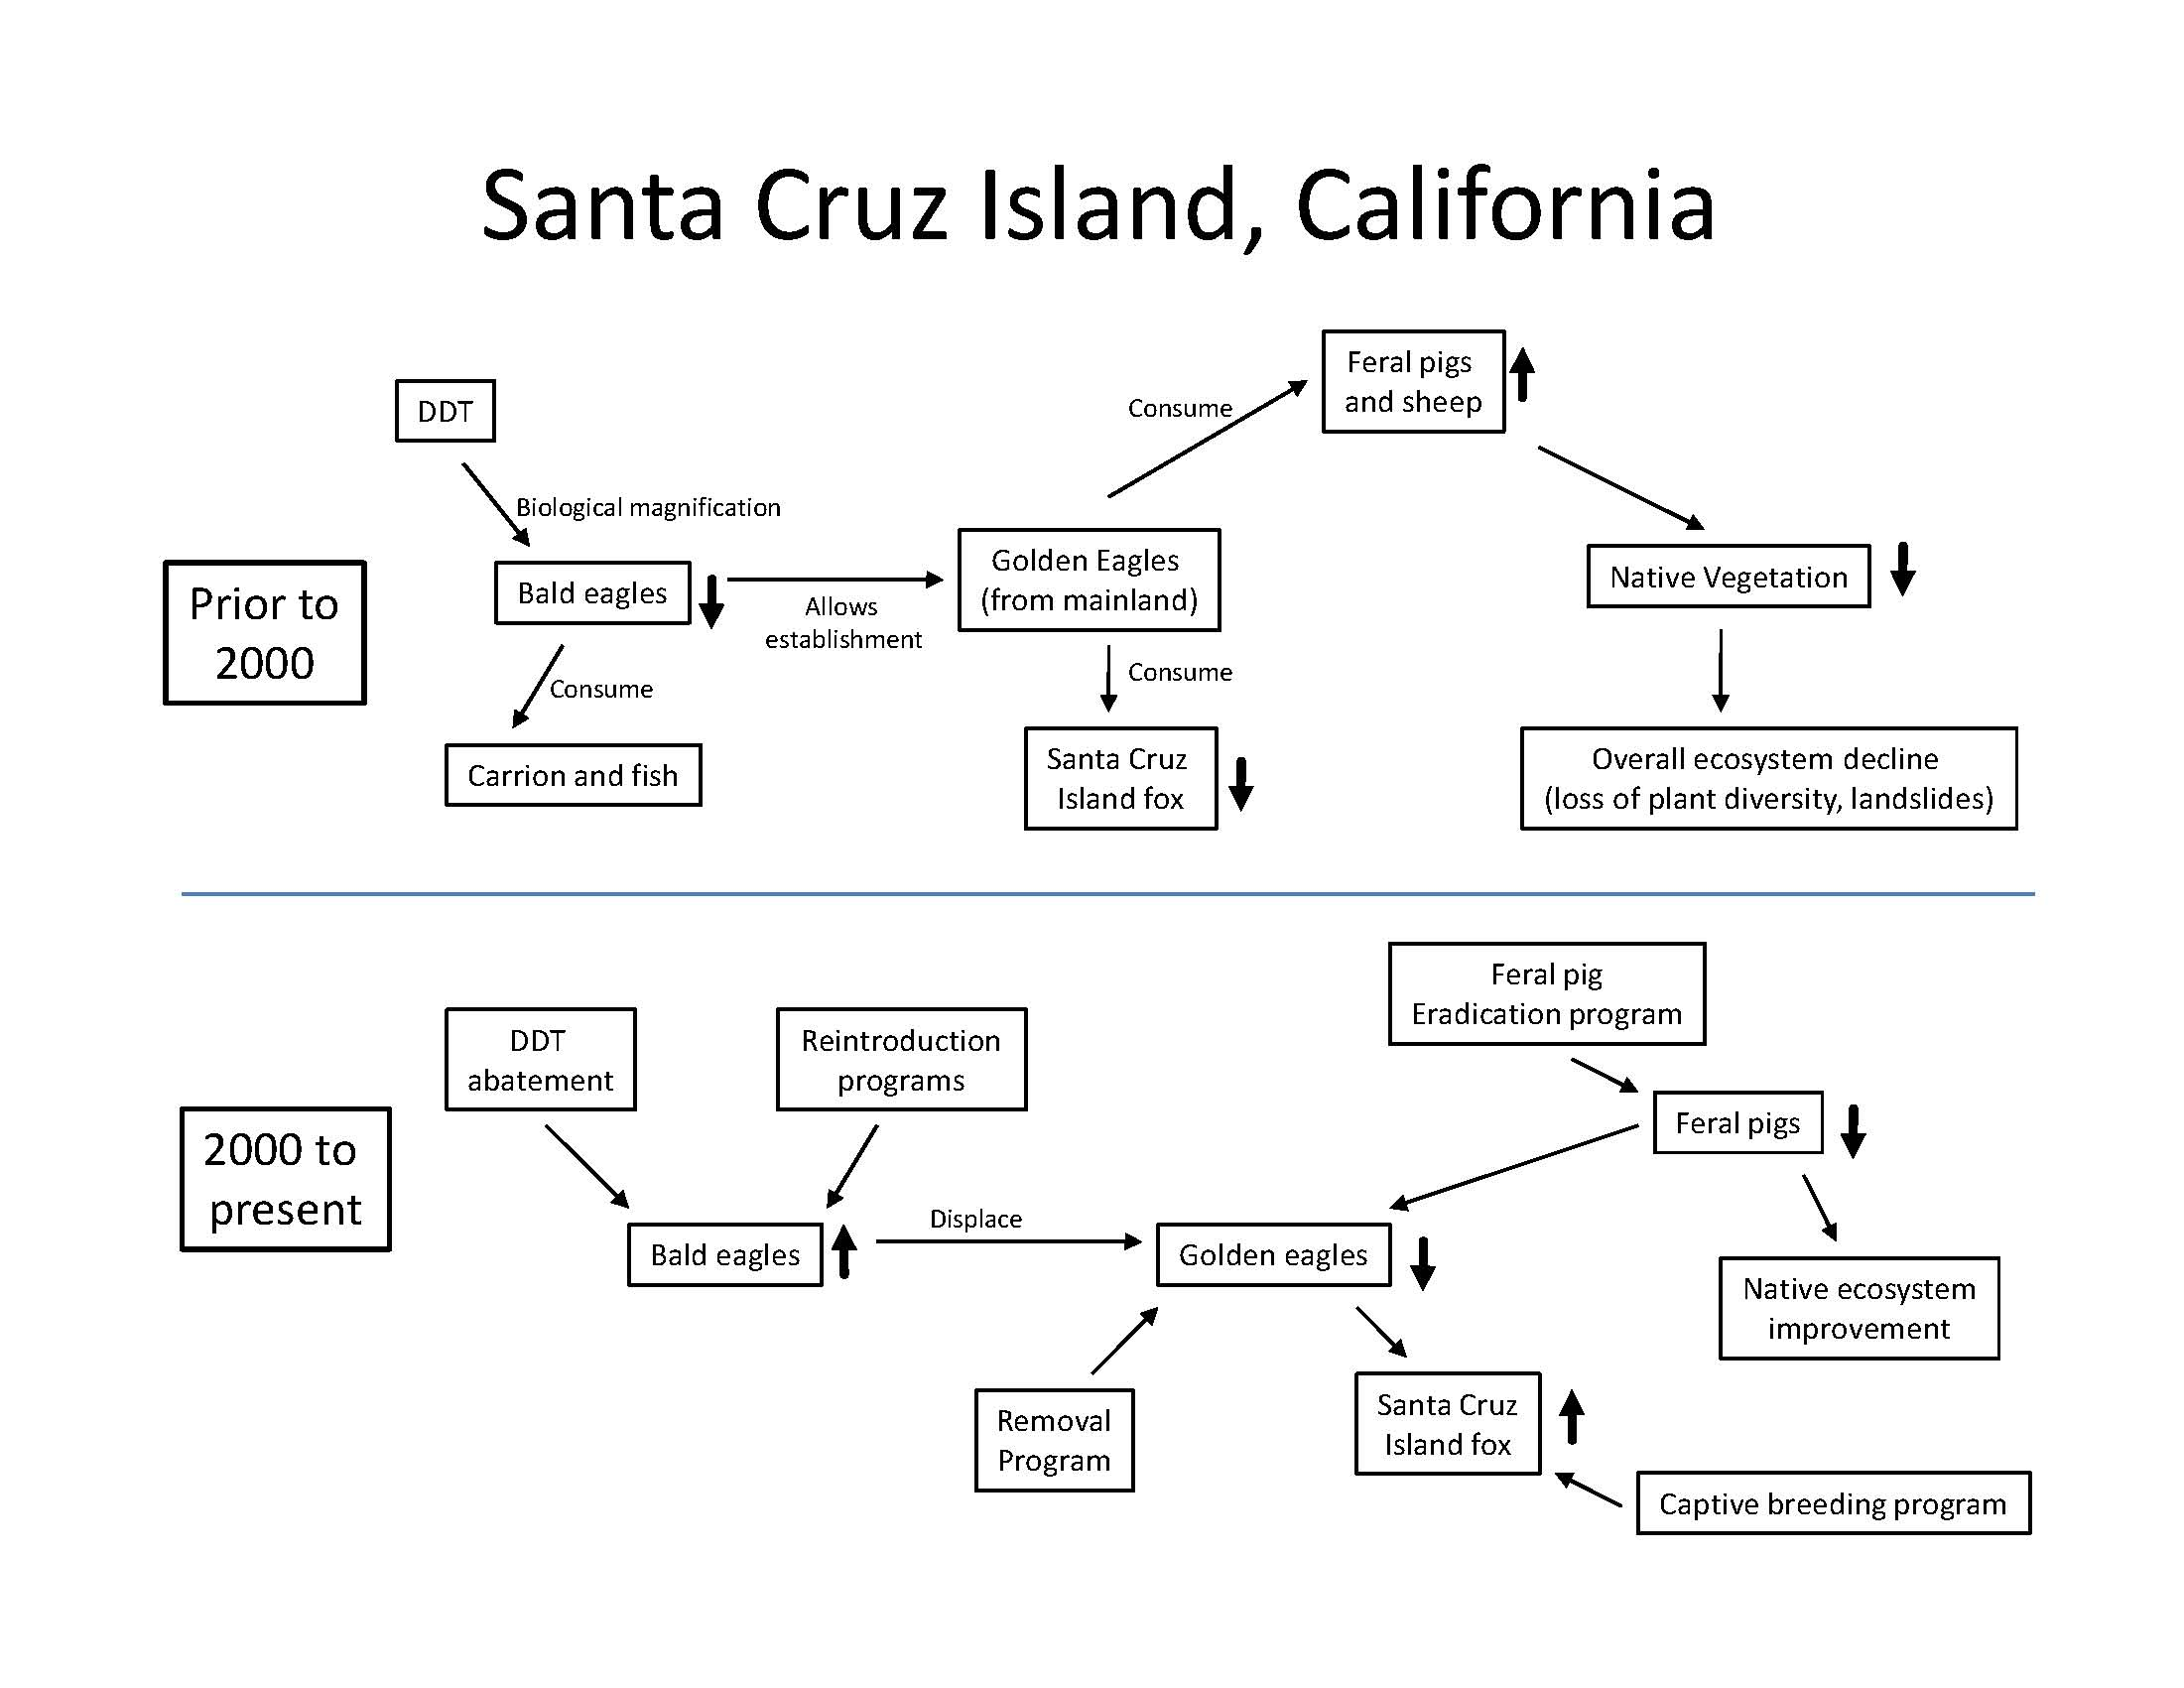 Santa Cruz Island, California
Prior to
2000
DDT
Biological magnification
Bald eagles
Allows
establishment
Consume
Carrion and fish
Golden Eagles
(from mainland)
Consume
Feral pigs
and sheep
Consume
Santa Cruz
Island fox
Native Vegetation
Overall ecosystem decline
(loss of plant diversity, landslides)
2000 to
present
DDT
abatement
Reintroduction
programs
Bald eagles
Displace
Golden eagles
Removal
Program
Feral pig
Eradication program
Feral pigs
Native ecosystem
improvement
Santa Cruz
Island fox
Captive breeding program